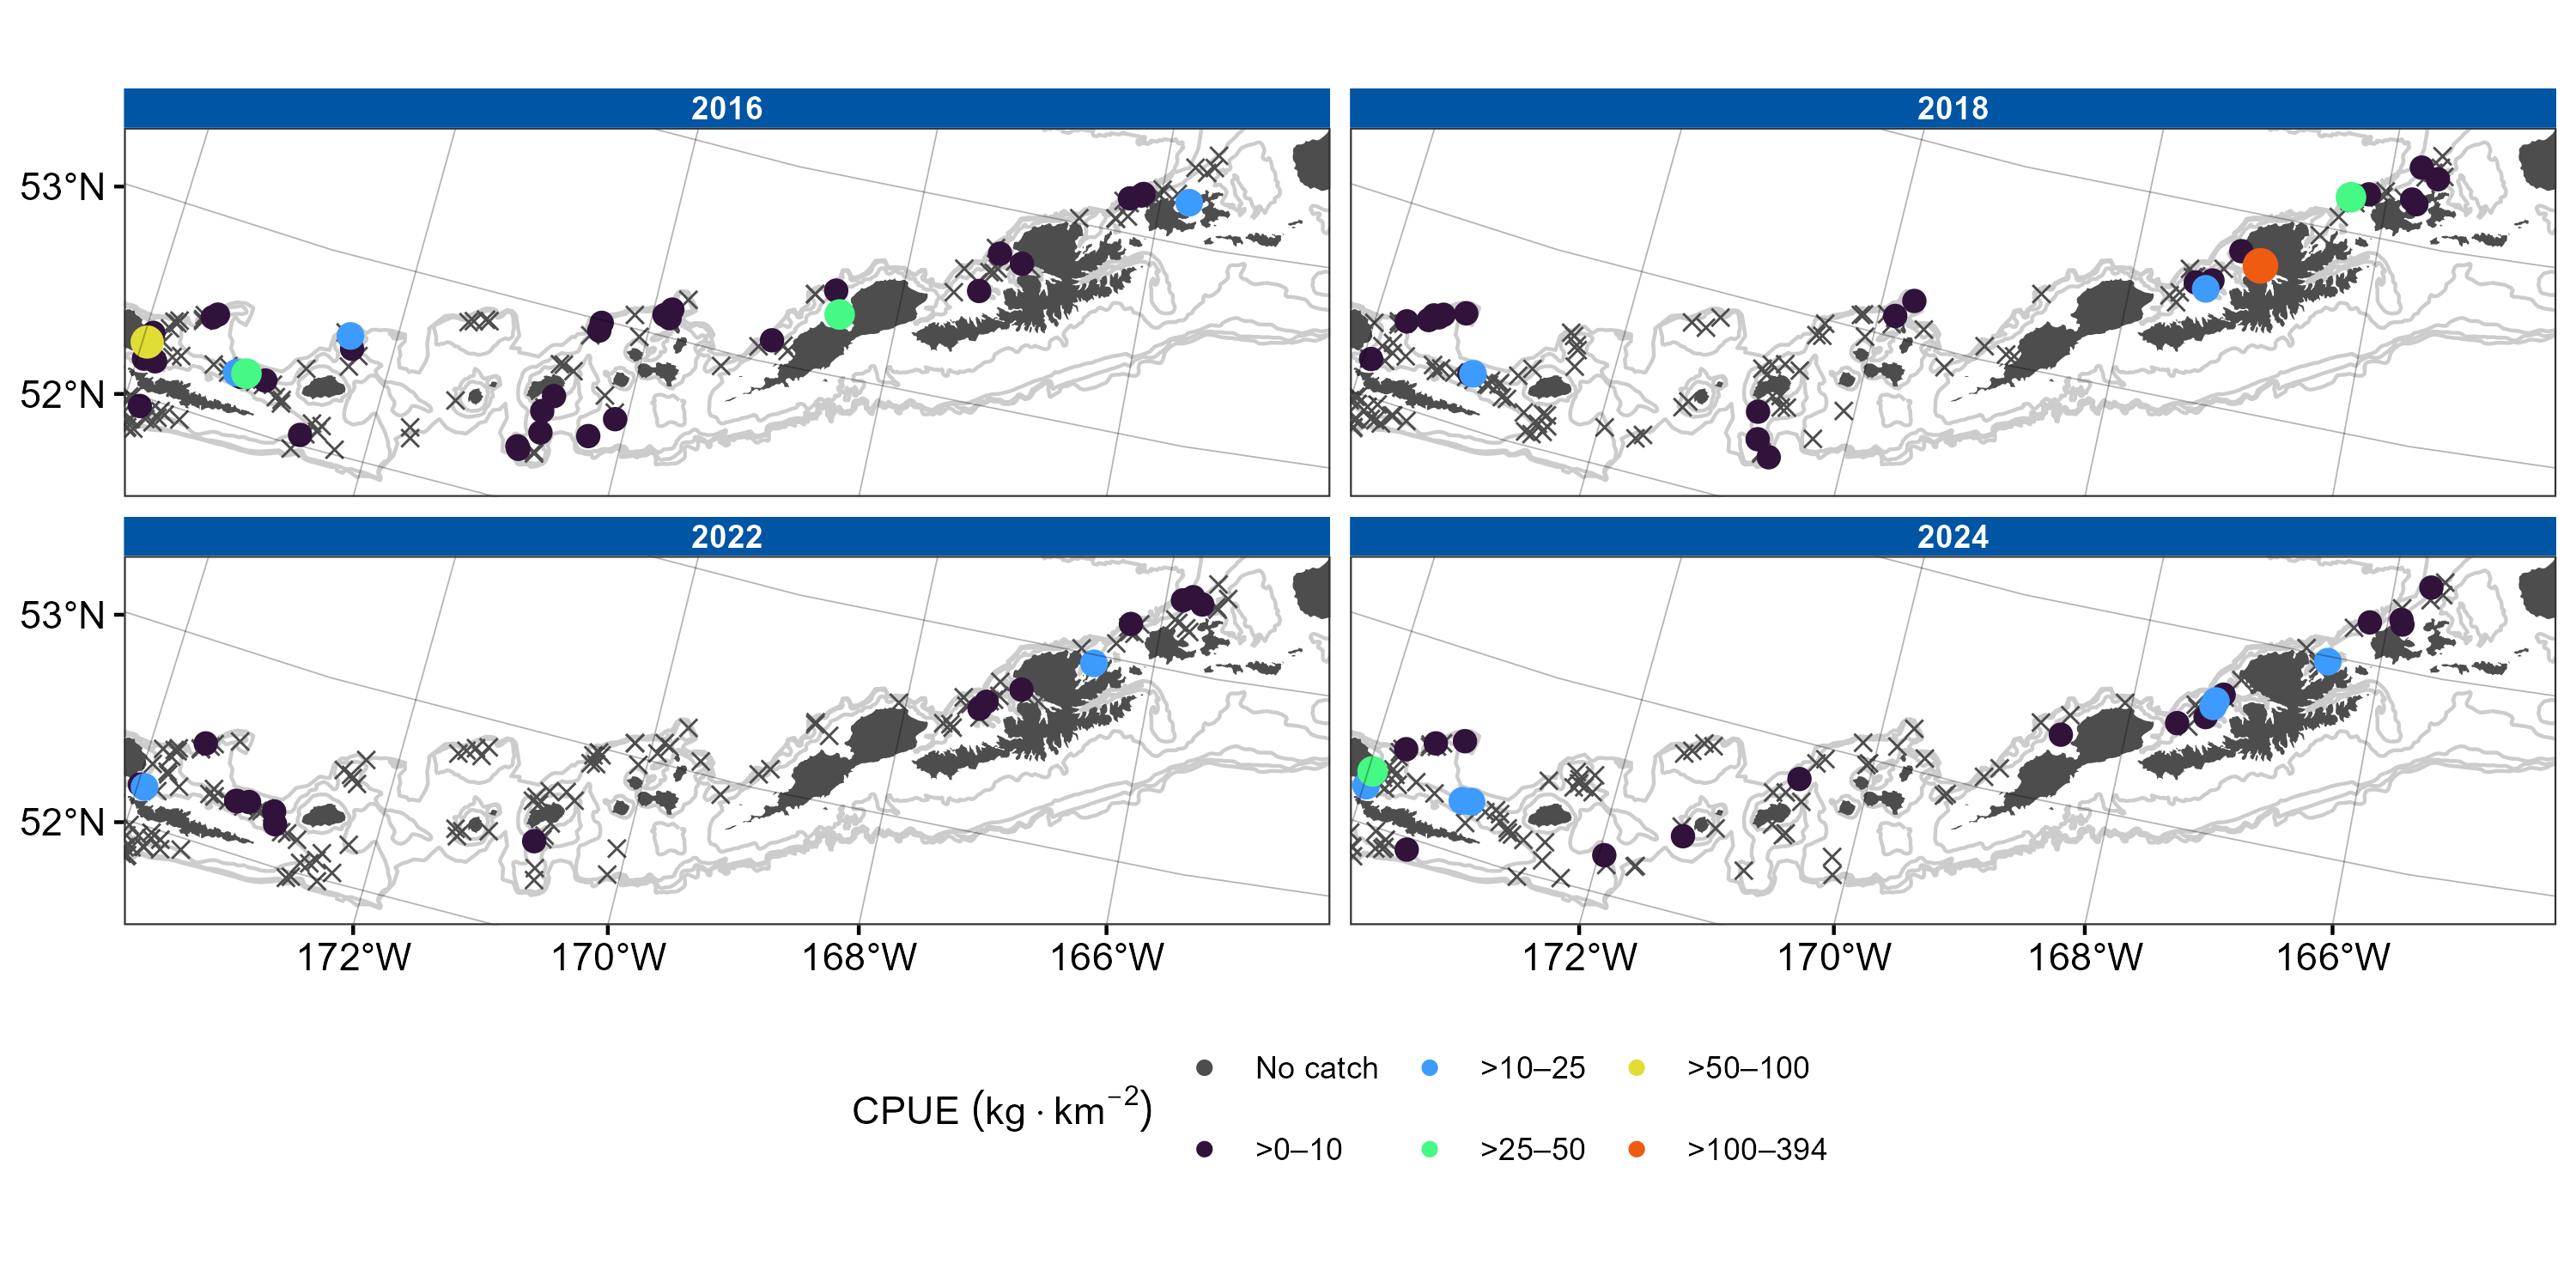 2016
2018
53°N
52°N
2022
2024
53°N
52°N
172°W 170°W 168°W 166°W
172°W 170°W 168°W 166°W
CPUE (kg · km⁻²)
No catch
>10–25
>50–100
>0–10
>25–50
>100–394